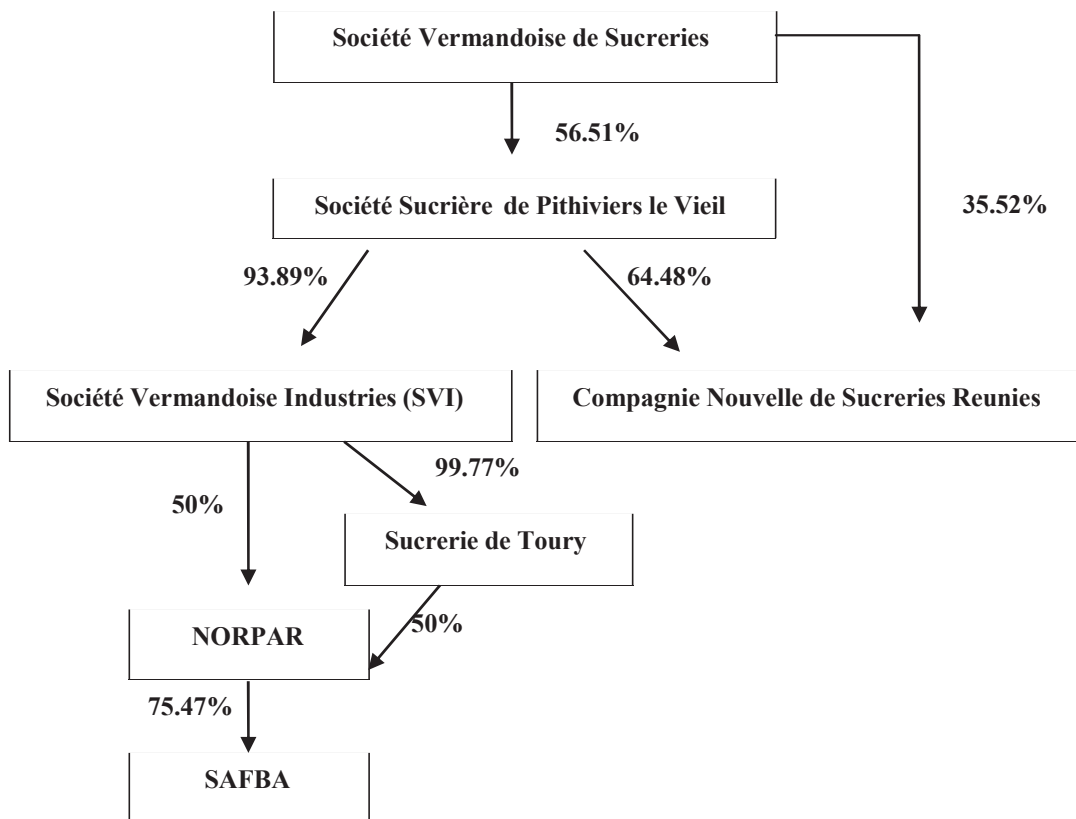 Société Vermandoise de Sucreries
56.51%
Société Sucrière de Pithiviers le Vieil
35.52%
93.89%
64.48%
Société Vermandoise Industries (SVI)
Compagnie Nouvelle de Sucreries Reunies
99.77%
50%
Sucrerie de Toury
50%
NORPAR
75.47%
SAFBA